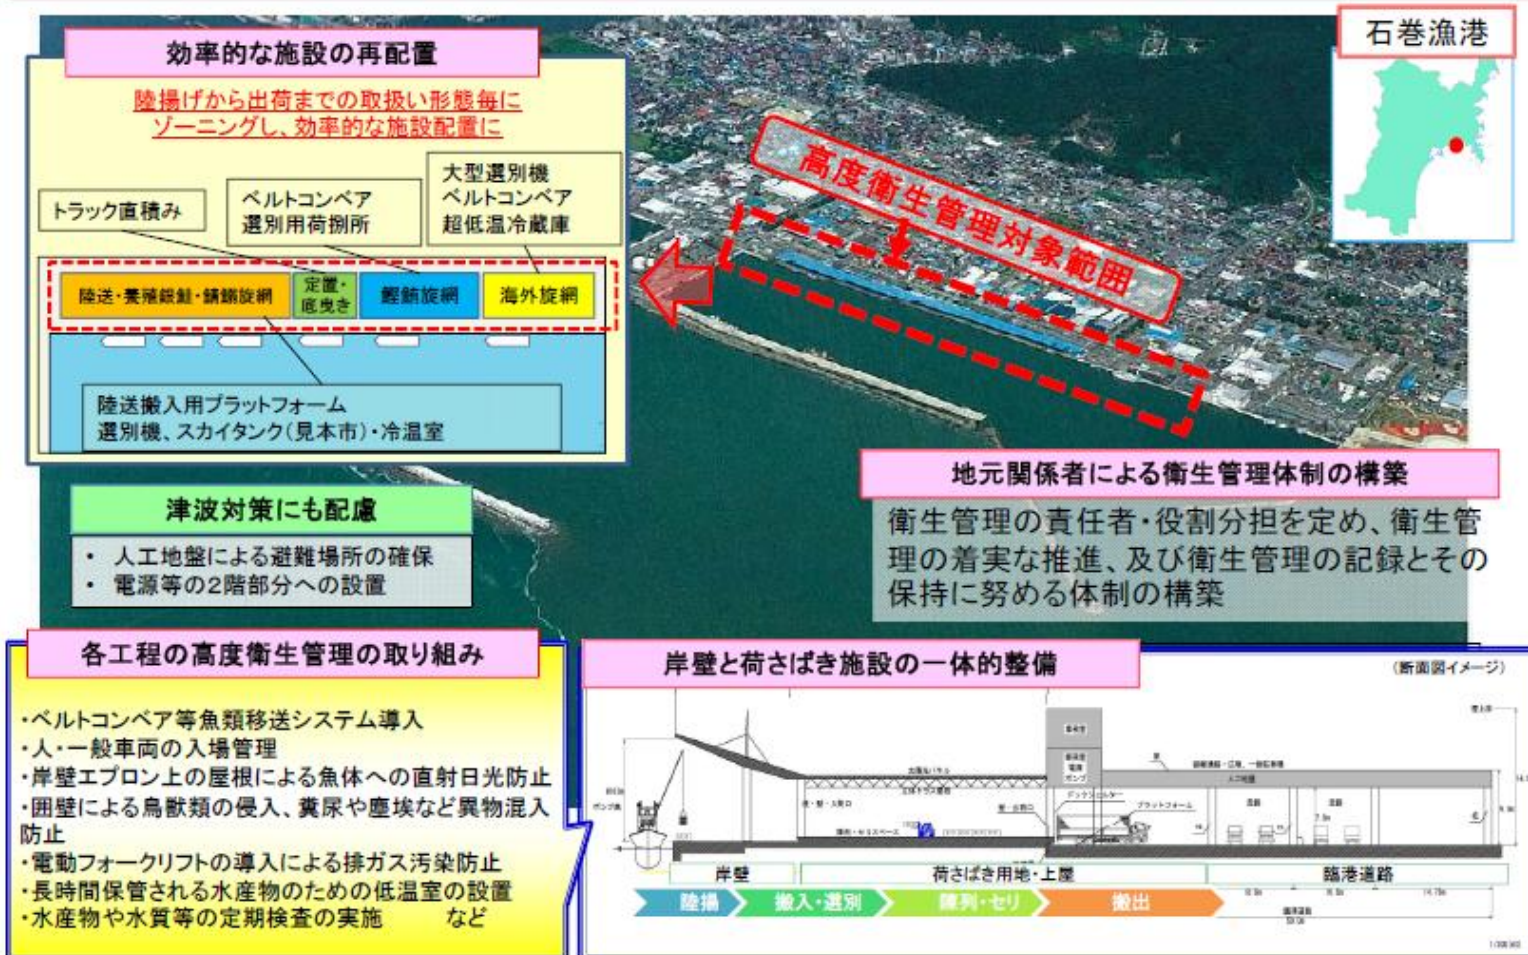 石巻漁港
効率的な施設の再配置
陸揚げから出荷までの取扱い形態毎に
ゾーニングし、効率的な施設配置に
トラック直積み
ベルトコンベア
選別用荷捌所
大型選別機
ベルトコンベア
超低温冷蔵庫
陸送・養殖銀鮭・鯖鰯旋網
定置・
底曳き
鰹鮪旋網
海外旋網
陸送搬入用プラットフォーム
選別機、スカイタンク(見本市)・冷温室
高度衛生管理対象範囲
津波対策にも配慮
• 人工地盤による避難場所の確保
• 電源等の2階部分への設置
地元関係者による衛生管理体制の構築
衛生管理の責任者・役割分担を定め、衛生管
理の着実な推進、及び衛生管理の記録とその
保持に努める体制の構築
各工程の高度衛生管理の取り組み
・ベルトコンベア等魚類移送システム導入
・人・一般車両の入場管理
・岸壁エプロン上の屋根による魚体への直射日光防止
・囲壁による鳥獣類の侵入、糞尿や塵埃など異物混入
防止
・電動フォークリフトの導入による排ガス汚染防止
・長時間保管される水産物のための低温室の設置
・水産物や水質等の定期検査の実施 など
岸壁と荷さばき施設の一体的整備
(断面図イメージ)
プラットフォーム
人工地盤
岸壁
荷さばき用地・上屋
臨港道路
陸揚
搬入・選別
陳列・セリ
搬出